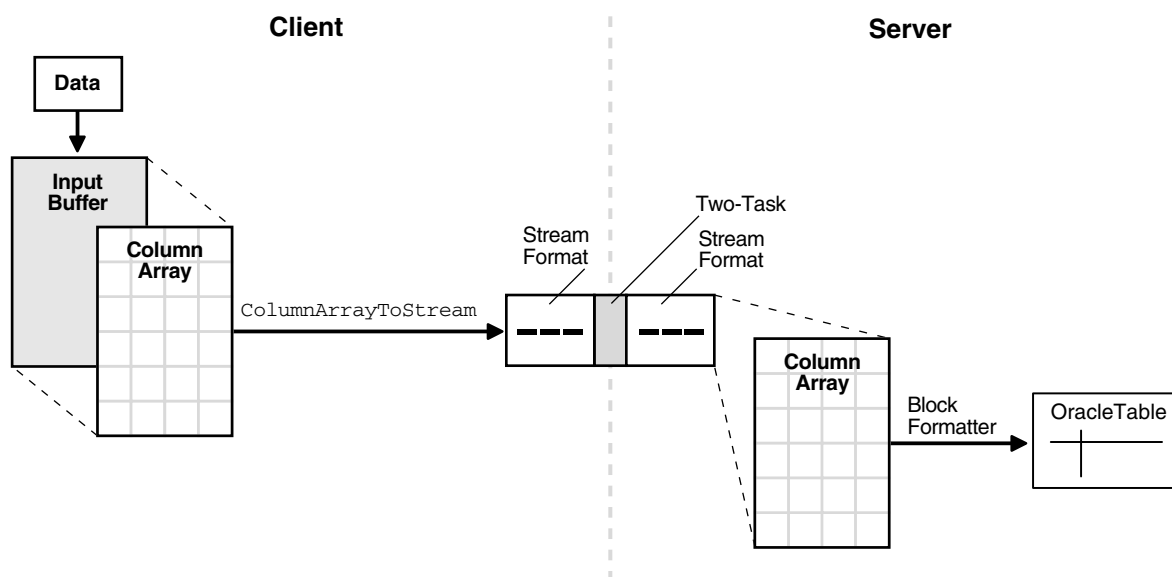 Client
Server
Data
Input
Buffer
Column
Array
ColumnArrayToStream
Stream
Format
Two-Task
Stream
Format
Column
Array
Block
Formatter
OracleTable